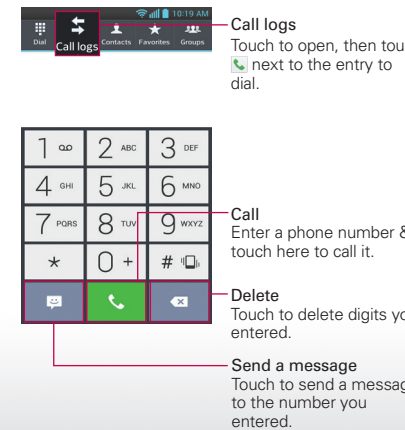 10:19 AM
Dial Call logs Contacts Favorites Groups
Call logs
Touch to open, then
next to the entry to
dial.
1 2 ABC 3 DEF
4 GHI 5 JKL 6 MNO
7 PQRS 8 TUV 9 WXYZ
* 0 + #
Call
Enter a phone number &
touch here to call it.
Delete
Touch to delete digits
entered.
Send a message
Touch to send a
to the number you
entered.